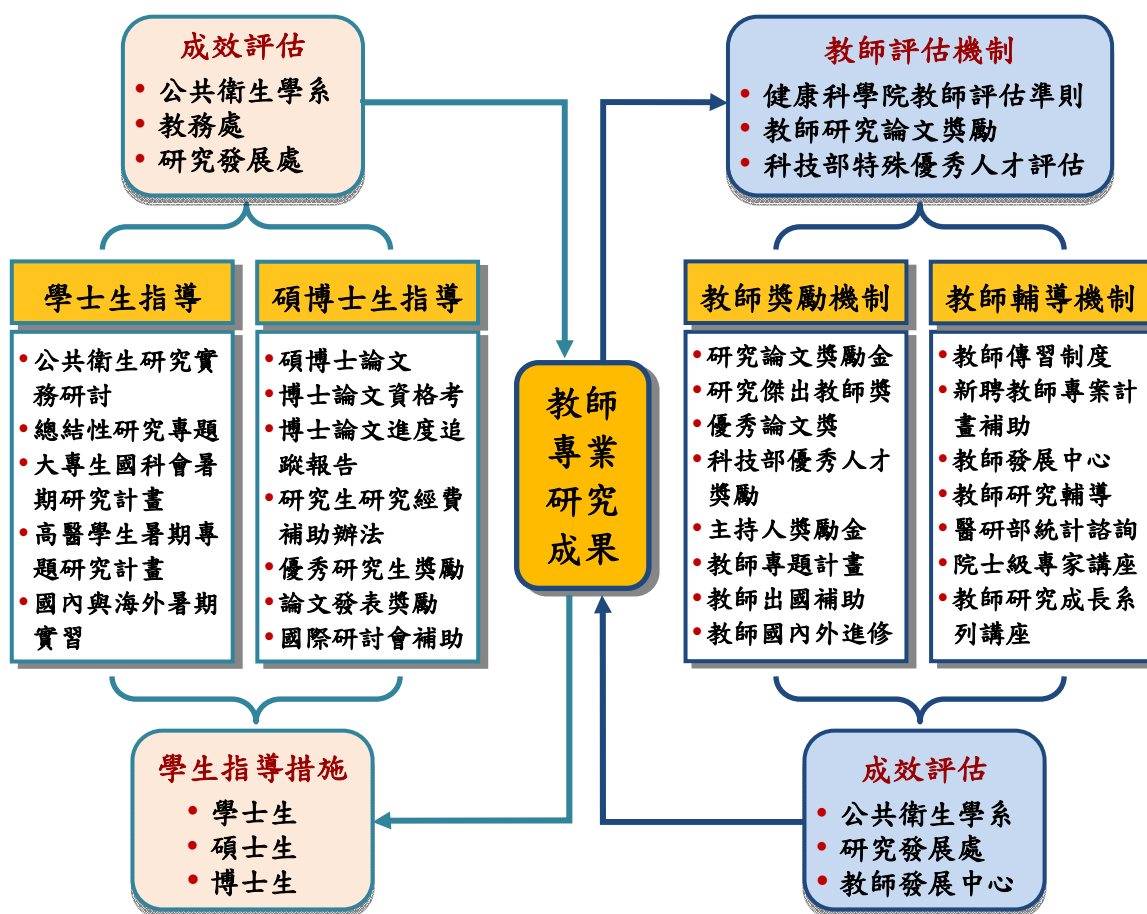 成效評估
• 公共衛生學系
• 教務處
• 研究發展處
學士生指導
• 公共衛生研究實
務研討
• 總結性研究專題
• 大專生國科會暑
期研究計畫
• 高醫學生暑期專
題研究計畫
• 國內與海外暑期
實習
碩博士生指導
• 碩博士論文
• 博士論文資格考
• 博士論文進度追
蹤報告
• 研究生研究經費
補助辦法
• 優秀研究生獎勵
• 論文發表獎勵
• 國際研討會補助
學生指導措施
• 學士生
• 碩士生
• 博士生
教師
專業
研究
成果
教師評估機制
• 健康科學院教師評估準則
• 教師研究論文獎勵
• 科技部特殊優秀人才評估
教師獎勵機制
• 研究論文獎勵金
• 研究傑出教師獎
• 優秀論文獎
• 科技部優秀人才
獎勵
• 主持人獎勵金
• 教師專題計畫
• 教師出國補助
• 教師國內外進修
教師輔導機制
• 教師傳習制度
• 新聘教師專案計
畫補助
• 教師發展中心
• 教師研究輔導
• 醫研部統計諮詢
• 院士級專家講座
• 教師研究成長系
列講座
成效評估
• 公共衛生學系
• 研究發展處
• 教師發展中心